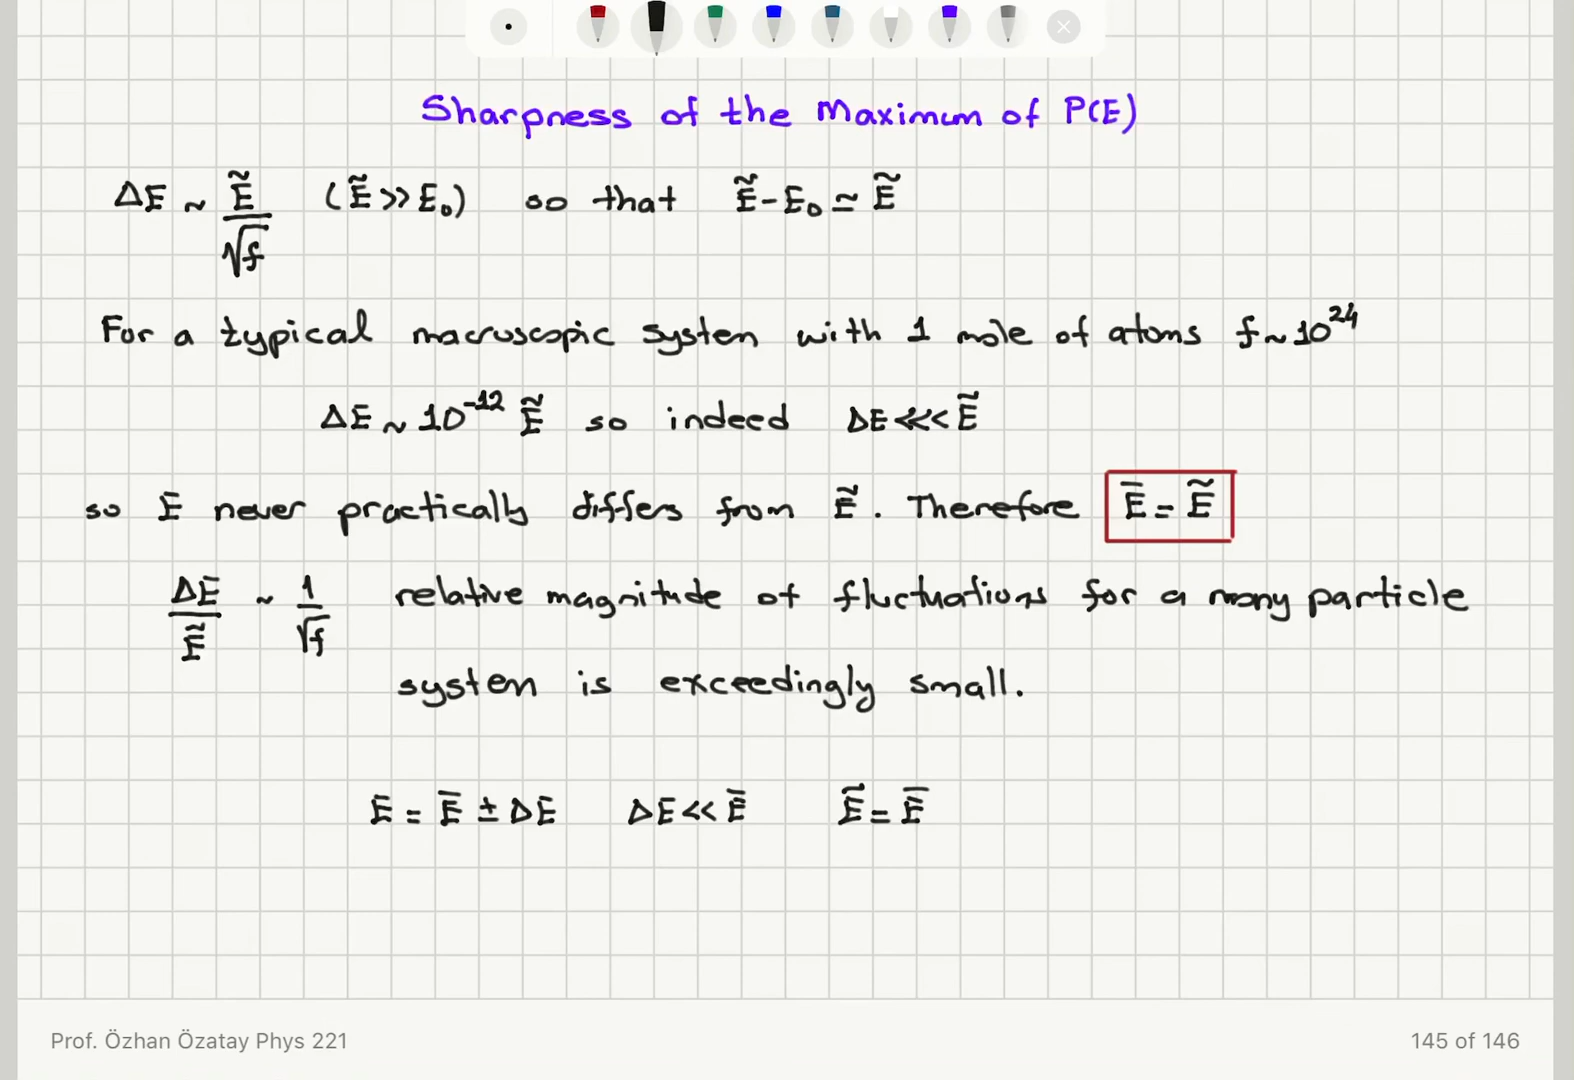 Sharpness of the Maximum of P(E)
ΔE ~ Ẽ/√f (Ẽ >> E₀) so that Ẽ - E₀ ≃ Ẽ
For a typical macroscopic system with 1 mole of atoms f ~ 10²⁴
ΔE ~ 10⁻¹² Ẽ so indeed ΔE <<< Ẽ
so E never practically differs from Ẽ. Therefore Ē = Ẽ
ΔE/Ẽ ~ 1/√f relative magnitude of fluctuations for a many particle
system is exceedingly small.
E = Ē ± ΔE ΔE << Ē Ẽ = Ē
Prof. Özhan Özatay Phys 221
145 of 146